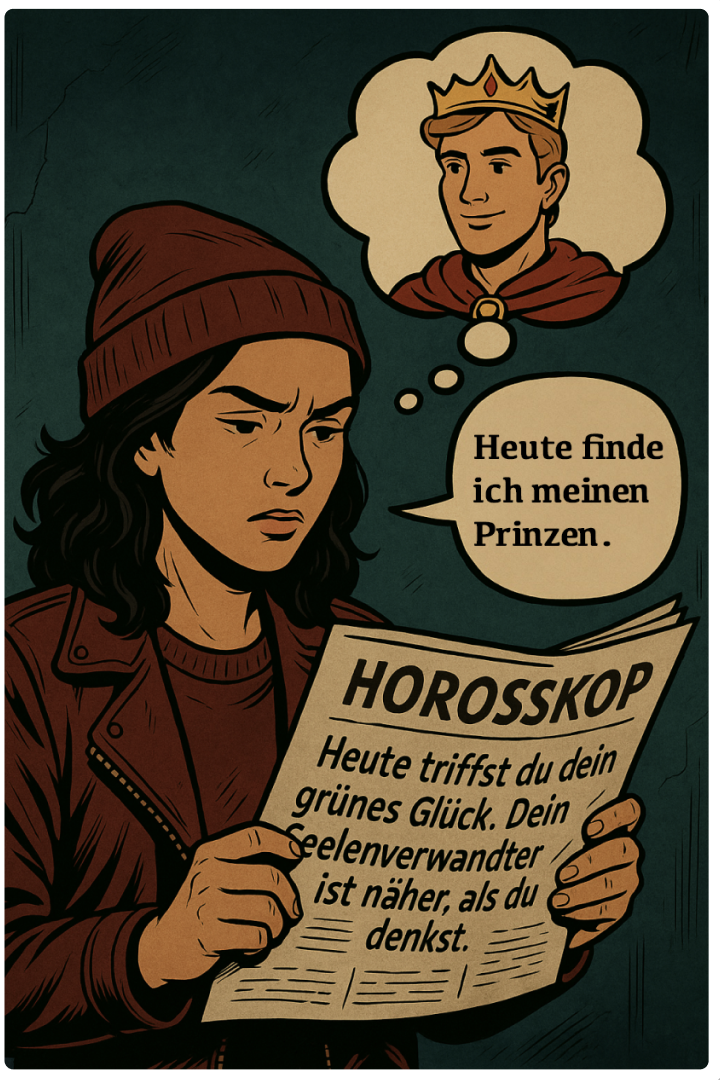 Heute finde
ich meinen
Prinzen.
HOROSSKOP
Heute triffst du dein
grünes Glück. Dein
Seelenverwandter
ist näher, als du
denkst.